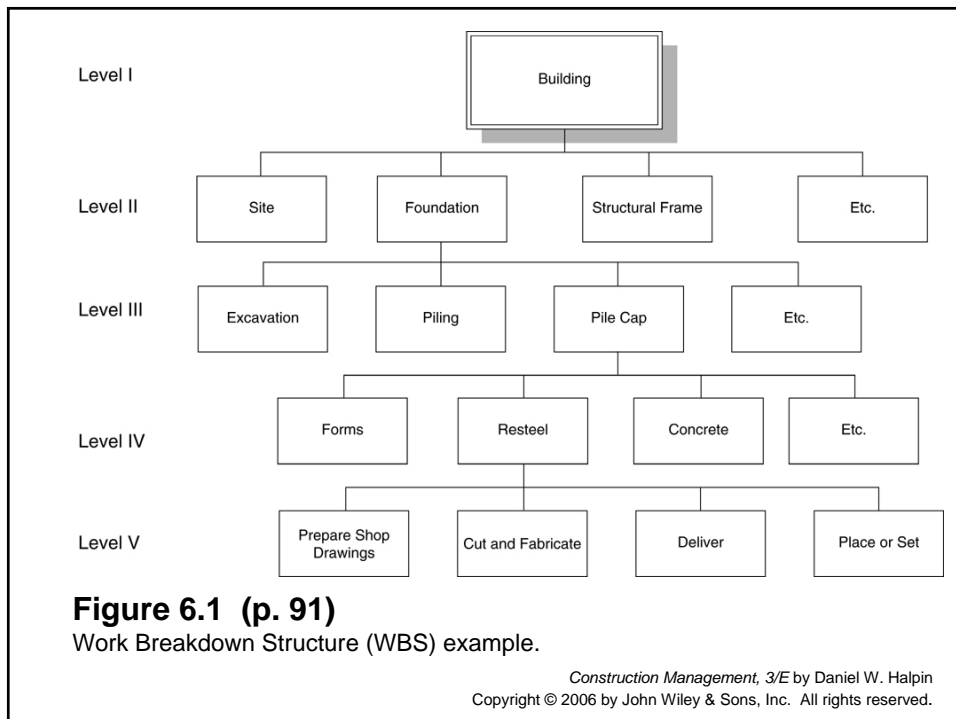 Level I
Building
Level II
Site
Foundation
Structural Frame
Etc.
Level III
Excavation
Piling
Pile Cap
Etc.
Level IV
Forms
Resteel
Concrete
Etc.
Level V
Prepare Shop
Drawings
Cut and Fabricate
Deliver
Place or Set
Figure 6.1 (p. 91)
Work Breakdown Structure (WBS) example.
Construction Management, 3/E by Daniel W. Halpin
Copyright © 2006 by John Wiley & Sons, Inc. All rights reserved.